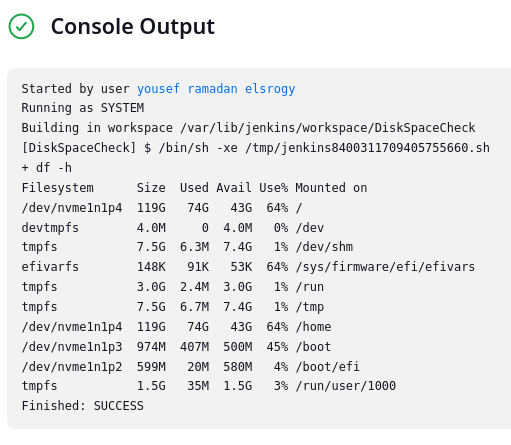 Console Output
Started by user yousef ramadan elsrogy
Running as SYSTEM
Building in workspace /var/lib/jenkins/workspace/DiskSpaceCheck
[DiskSpaceCheck] $ /bin/sh -xe /tmp/jenkins8400311709405755660.sh
+ df -h
Filesystem      Size  Used Avail Use% Mounted on
/dev/nvme1n1p4  119G   74G   43G  64% /
devtmpfs        4.0M     0  4.0M   0% /dev
tmpfs           7.5G  6.3M  7.4G   1% /dev/shm
efivarfs        148K   91K   53K  64% /sys/firmware/efi/efivars
tmpfs           3.0G  2.4M  3.0G   1% /run
tmpfs           7.5G  6.7M  7.4G   1% /tmp
/dev/nvme1n1p4  119G   74G   43G  64% /home
/dev/nvme1n1p3  974M  407M  500M  45% /boot
/dev/nvme1n1p2  599M   20M  580M   4% /boot/efi
tmpfs           1.5G   35M  1.5G   3% /run/user/1000
Finished: SUCCESS